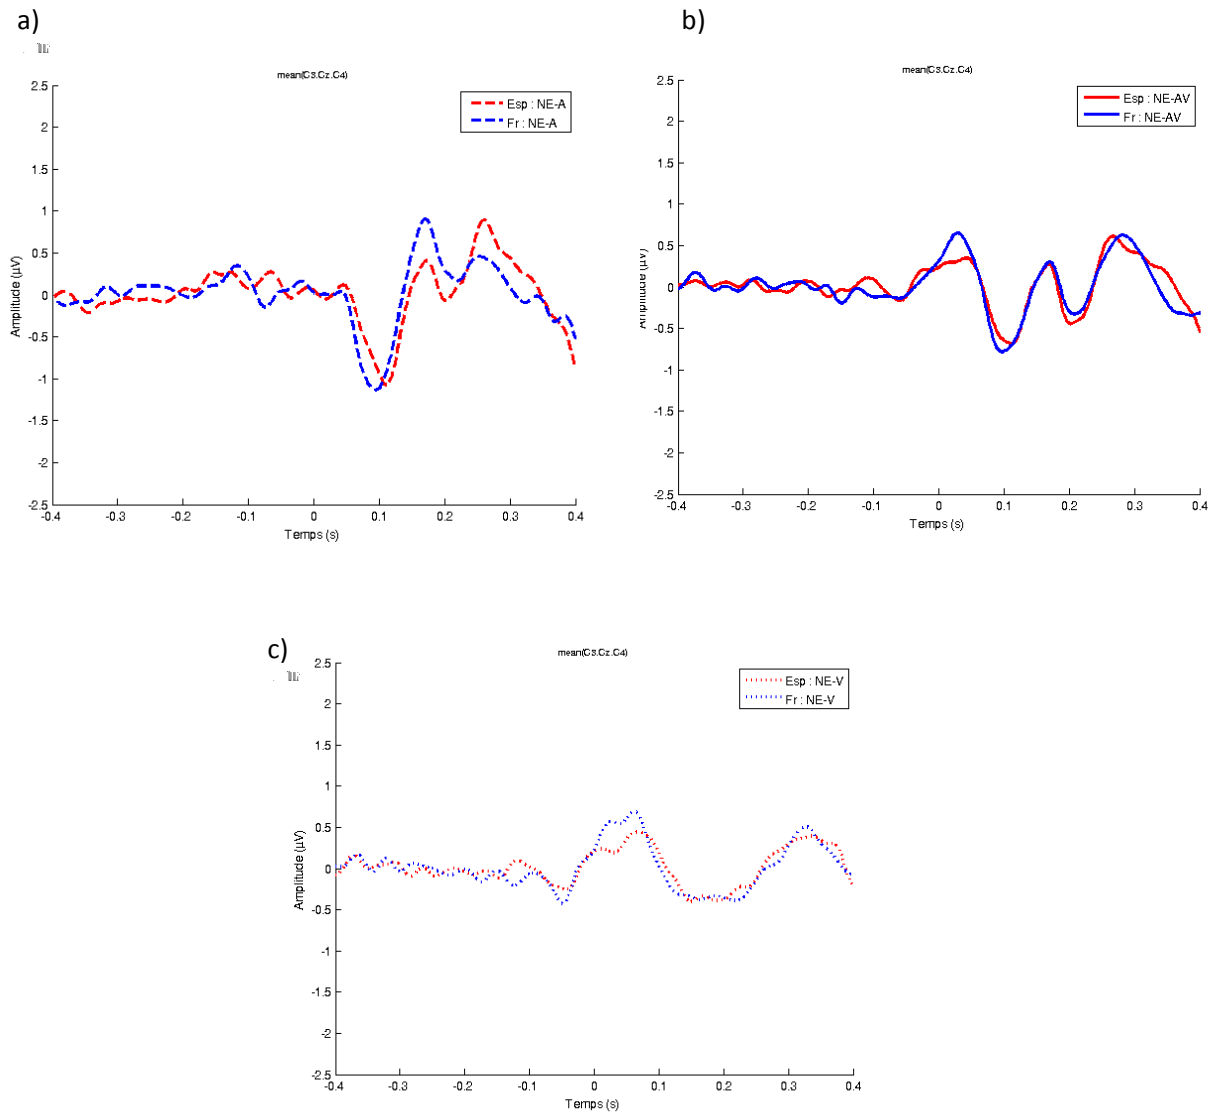 a)
mean(C3.Cz.C4)
Esp : NE-A
Fr : NE-A
2.5
2
1.5
1
0.5
0
-0.5
-1
-1.5
-2
-2.5
Amplitude (µV)
-0.4 -0.3 -0.2 -0.1 0 0.1 0.2 0.3 0.4
Temps (s)
b)
mean(C3.Cz.C4)
Esp : NE-AV
Fr : NE-AV
2.5
2
1.5
1
0.5
0
-0.5
-1
-1.5
-2
-2.5
Amplitude (µV)
-0.4 -0.3 -0.2 -0.1 0 0.1 0.2 0.3 0.4
Temps (s)
c)
mean(C3.Cz.C4)
Esp : NE-V
Fr : NE-V
2.5
2
1.5
1
0.5
0
-0.5
-1
-1.5
-2
-2.5
Amplitude (µV)
-0.4 -0.3 -0.2 -0.1 0 0.1 0.2 0.3 0.4
Temps (s)